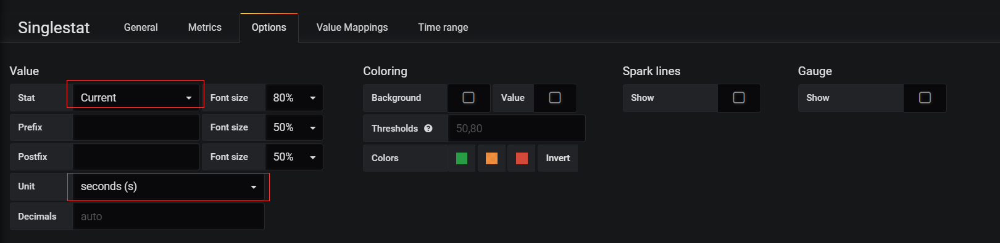 Singlestat General Metrics Options Value Mappings Time range
Value Coloring Spark lines Gauge
Stat Current Font size 80% Background Value Show Show
Prefix Font size 50% Thresholds 50,80
Postfix Font size 50% Colors Invert
Unit seconds (s)
Decimals auto